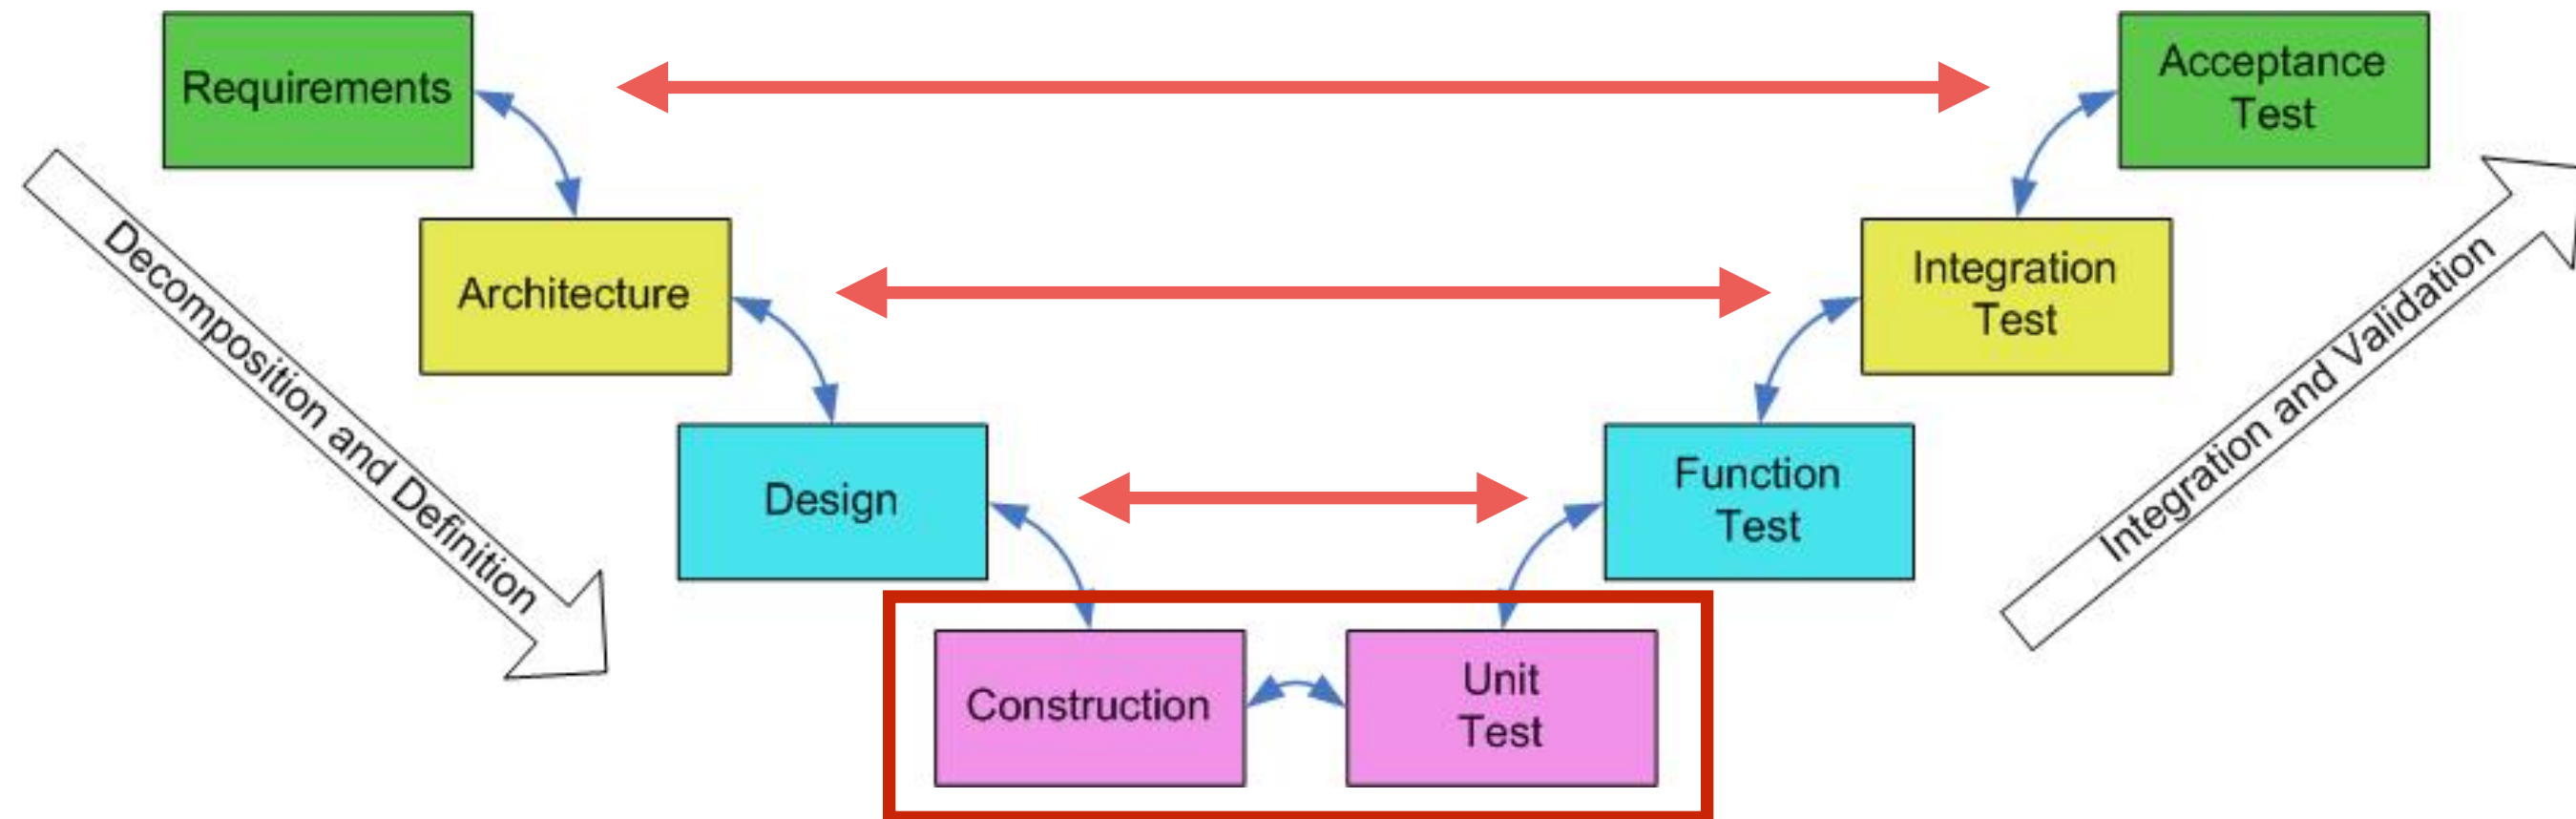 Requirements
Acceptance
Test
Architecture
Integration
Test
Decomposition and Definition
Integration and Validation
Design
Function
Test
Construction
Unit
Test